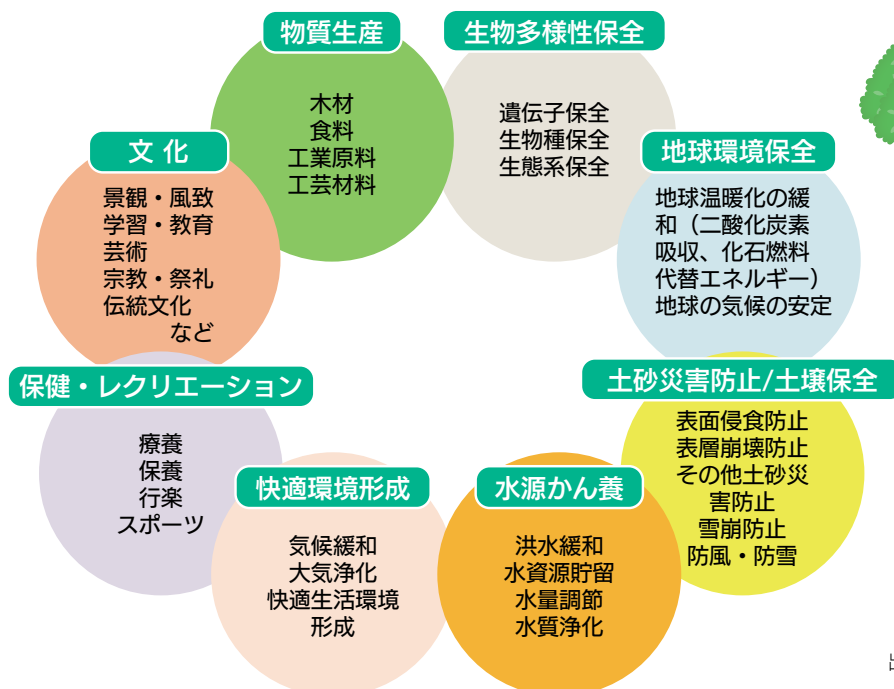 物質生産
木材
食料
工業原料
工芸材料
生物多様性保全
遺伝子保全
生物種保全
生態系保全
地球環境保全
地球温暖化の緩
和（二酸化炭素
吸収、化石燃料
代替エネルギー）
地球の気候の安定
土砂災害防止/土壌保全
表面侵食防止
表層崩壊防止
その他土砂災
害防止
雪崩防止
防風・防雪
水源かん養
洪水緩和
水資源貯留
水量調節
水質浄化
快適環境形成
気候緩和
大気浄化
快適生活環境
形成
保健・レクリエーション
療養
保養
行楽
スポーツ
文 化
景観・風致
学習・教育
芸術
宗教・祭礼
伝統文化
など